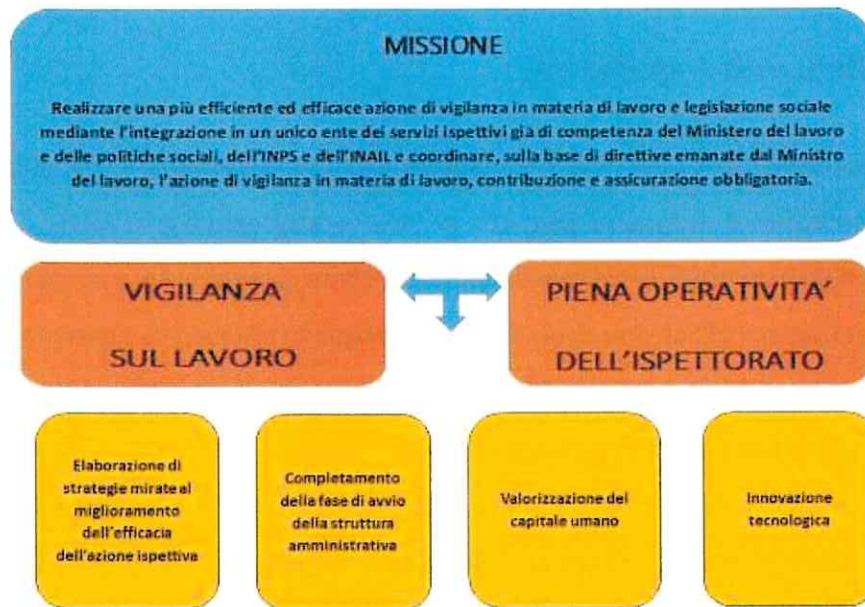 MISSIONE
Realizzare una più efficiente ed efficace azione di vigilanza in materia di lavoro e legislazione sociale
mediante l'integrazione in un unico ente dei servizi ispettivi già di competenza del Ministero del lavoro
e delle politiche sociali, dell'INPS e dell'INAIL e coordinare, sulla base di direttive emanate dal Ministro
del lavoro, l'azione di vigilanza in materia di lavoro, contribuzione e assicurazione obbligatoria.
VIGILANZA
SUL LAVORO
PIENA OPERATIVITA'
DELL'ISPETTORATO
Elaborazione di
strategie mirate al
miglioramento
dell'efficacia
dell'azione ispettiva
Completamento
della fase di avvio
della struttura
amministrativa
Valorizzazione del
capitale umano
Innovazione
tecnologica